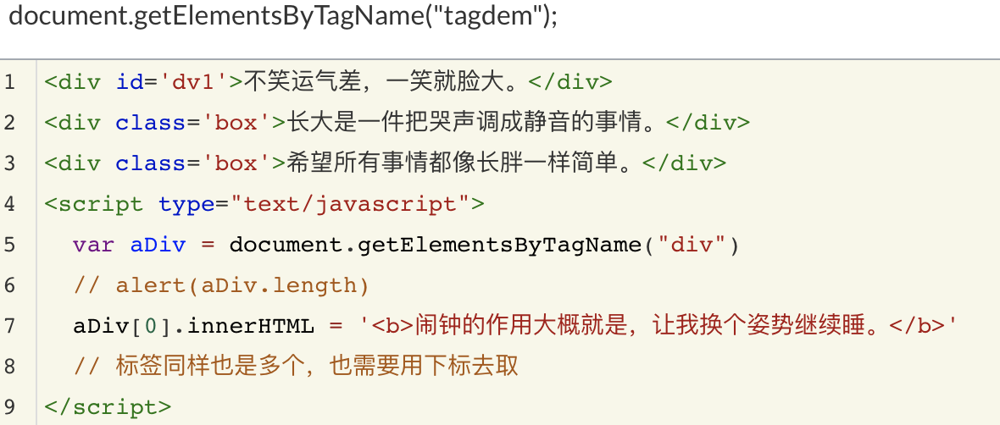 document.getElementsByTagName("tagdem");
1 <div id='dv1'>不笑运气差，一笑就脸大。</div>
2 <div class='box'>长大是一件把哭声调成静音的事情。</div>
3 <div class='box'>希望所有事情都像长胖一样简单。</div>
4 <script type="text/javascript">
5 var aDiv = document.getElementsByTagName("div")
6 // alert(aDiv.length)
7 aDiv[0].innerHTML = '<b>闹钟的作用大概就是，让我换个姿势继续睡。</b>'
8 // 标签同样也是多个，也需要用下标去取
9 </script>